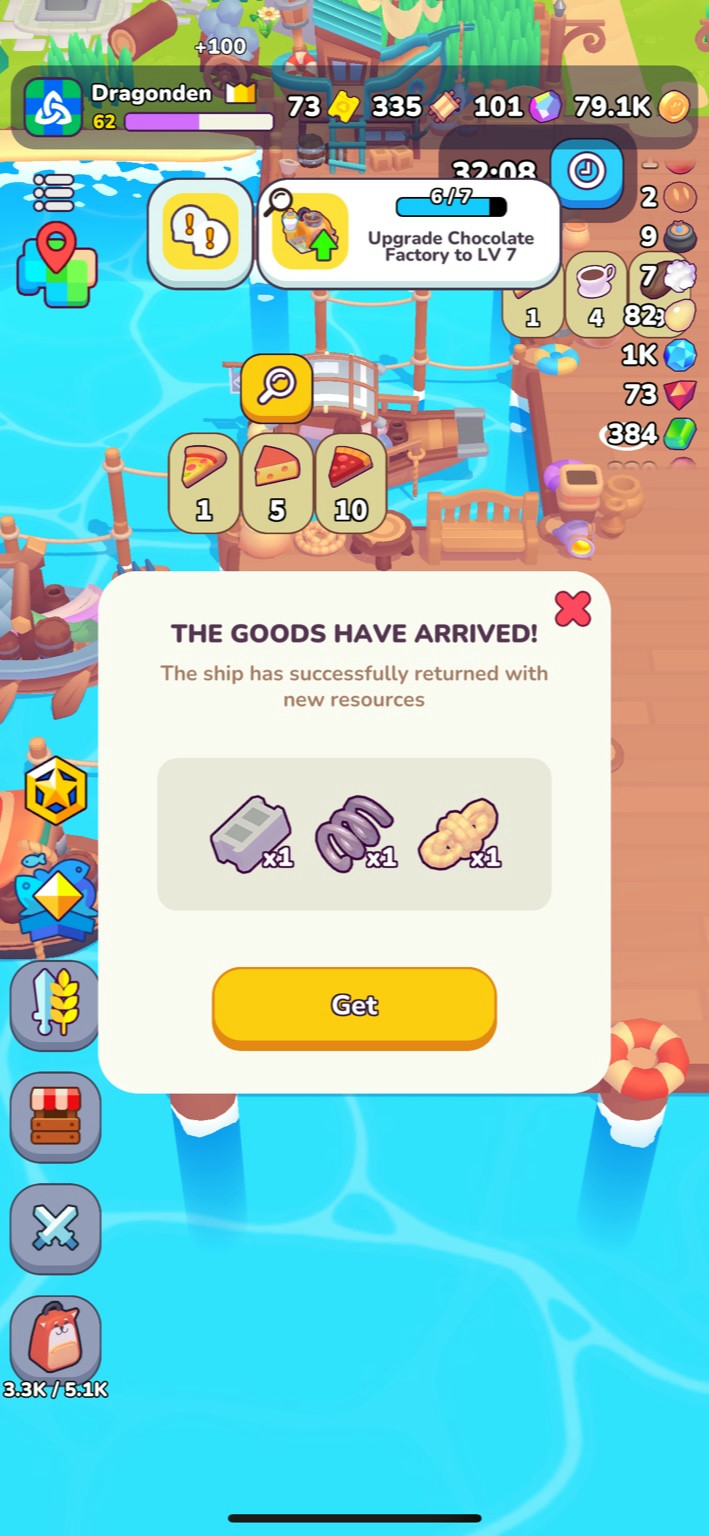 +100
Dragonden
73
335
101
79.1K
62
32:08
2
6/7
Upgrade Chocolate
Factory to LV 7
9
7
1
4
82
1K
73
384
1
5
10
THE GOODS HAVE ARRIVED!
The ship has successfully returned with
new resources
x1
x1
x1
Get
3.3K / 5.1K